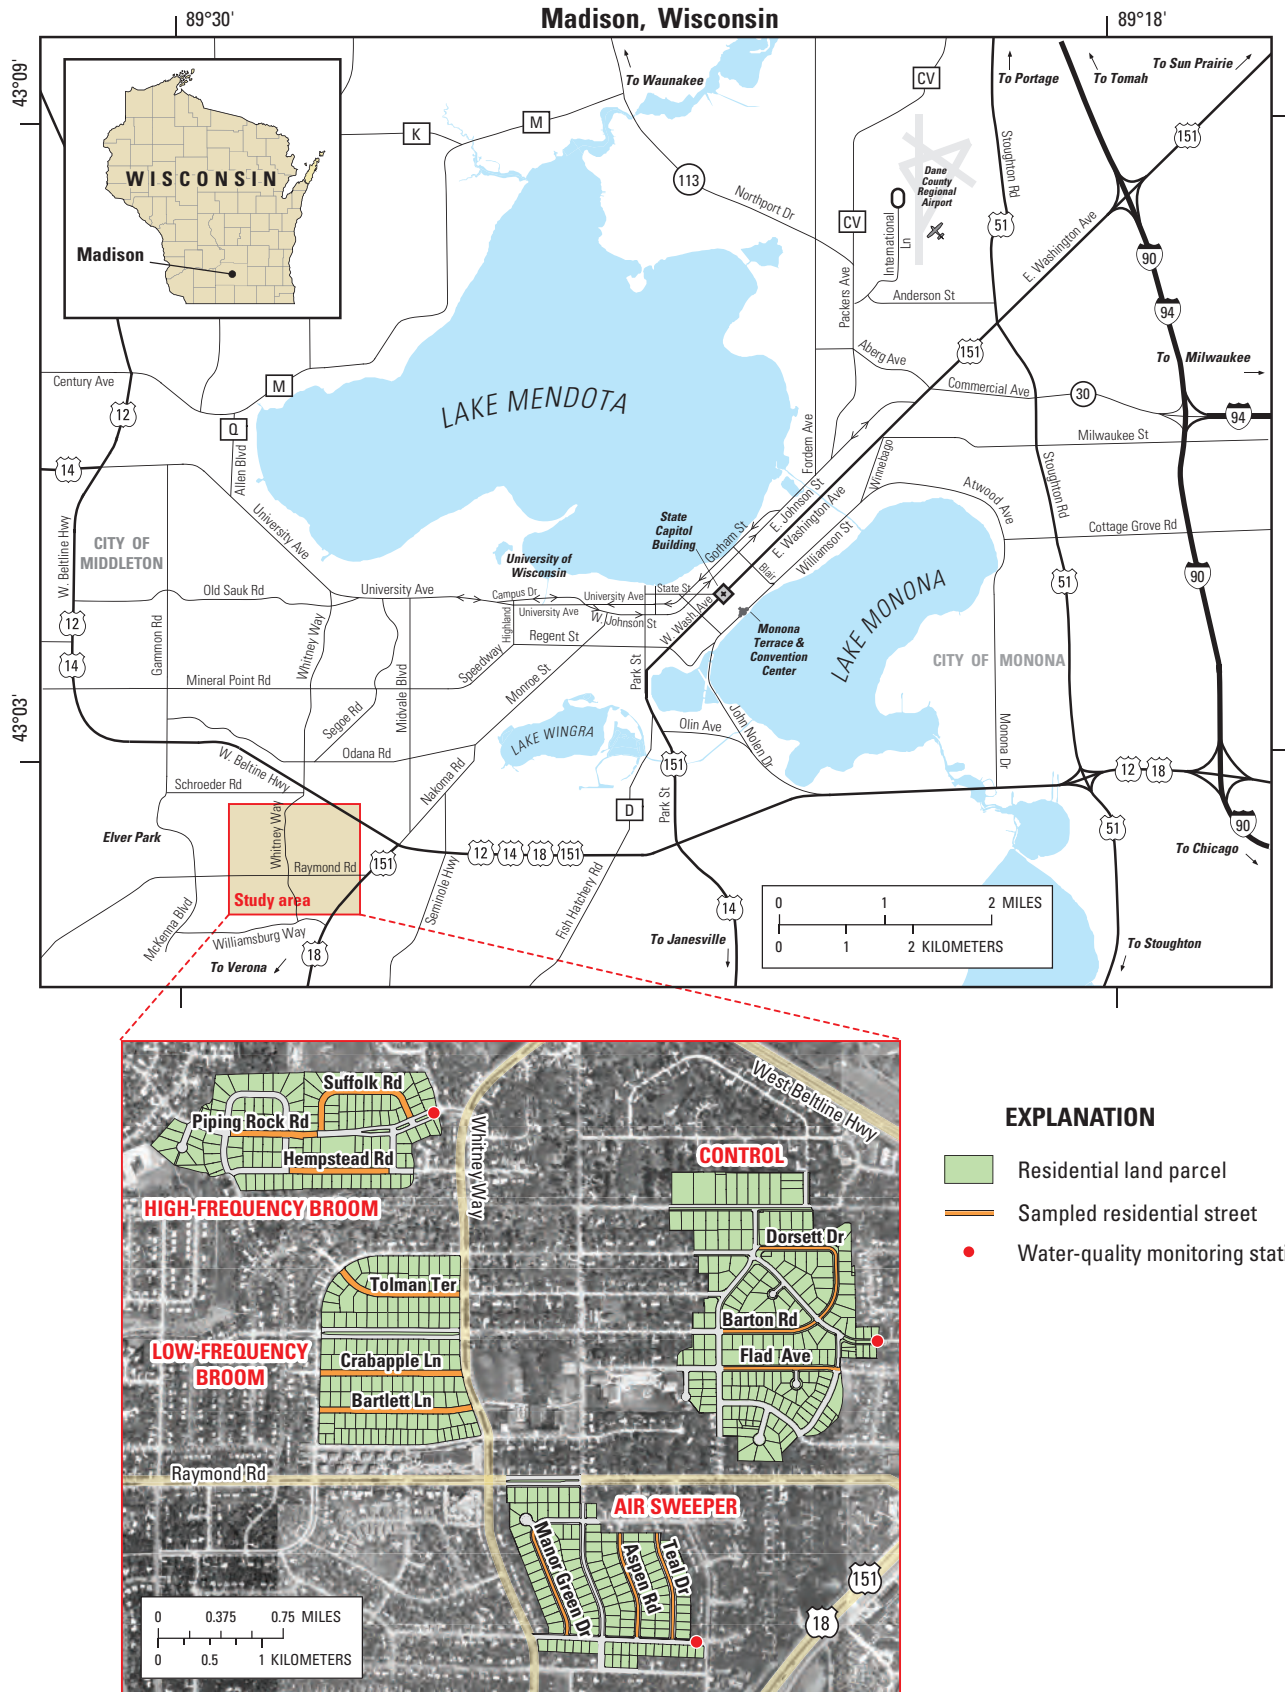 Madison, Wisconsin
89°30'
89°18'
43°09'
43°03'
WISCONSIN
Madison
To Waunakee
To Portage
To Tomah
To Sun Prairie
CV
K
M
113
Northport Dr
Dane
County
Regional
Airport
Stoughton Rd
151
CV
International
Ln
51
E. Washington Ave
90
Packers Ave
Anderson St
94
Aberg Ave
151
To Milwaukee
Century Ave
M
12
LAKE MENDOTA
Commercial Ave
30
94
Q
Allen Blvd
Fordem Ave
Milwaukee St
14
Winnebago
Stoughton Rd
W. Beltline Hwy
University Ave
Atwood Ave
E. Johnson St
E. Washington Ave
State
Capitol
Building
Gorham St
Williamson St
Cottage Grove Rd
CITY OF
MIDDLETON
University of
Wisconsin
Blair
Old Sauk Rd
University Ave
Campus Dr
University Ave
State St
51
90
12
Gammon Rd
Whitney Way
Highland
University Ave
W. Johnson St
W. Wash. Ave
Regent St
Monona
Terrace &
Convention
Center
LAKE MONONA
CITY OF MONONA
14
Speedway
Mineral Point Rd
Midvale Blvd
Monroe St
Park St
Segoe Rd
LAKE WINGRA
Olin Ave
John Nolen Dr
Monona Dr
Odana Rd
W. Beltine Hwy
Nakoma Rd
151
12
18
Schroeder Rd
Park St
D
Elver Park
Whitney Way
51
90
Raymond Rd
151
12
14
18
151
To Chicago
Study area
Seminole Hwy
Fish Hatchery Rd
0 1 2 MILES
0 1 2 KILOMETERS
McKenna Blvd
Williamsburg Way
14
To Verona
18
To Janesville
To Stoughton
Suffolk Rd
Piping Rock Rd
Hempstead Rd
HIGH-FREQUENCY BROOM
Whitney Way
West Beltline Hwy
CONTROL
Dorsett Dr
Tolman Ter
Barton Rd
LOW-FREQUENCY
BROOM
Crabapple Ln
Flad Ave
Bartlett Ln
Raymond Rd
AIR SWEEPER
Manor Green Dr
Aspen Rd
Teal Dr
151
18
0 0.375 0.75 MILES
0 0.5 1 KILOMETERS
EXPLANATION
Residential land parcel
Sampled residential street
Water-quality monitoring stati